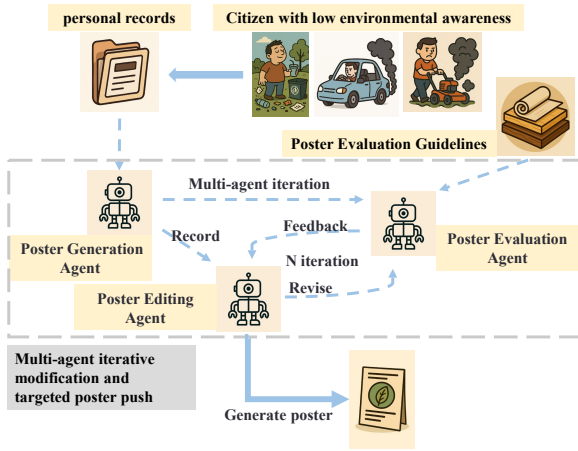 personal records
Citizen with low environmental awareness
Poster Evaluation Guidelines
Multi-agent iteration
Record
Feedback
Poster Generation
Agent
Poster Evaluation
Agent
N iteration
Revise
Poster Editing
Agent
Multi-agent iterative
modification and
targeted poster push
Generate poster